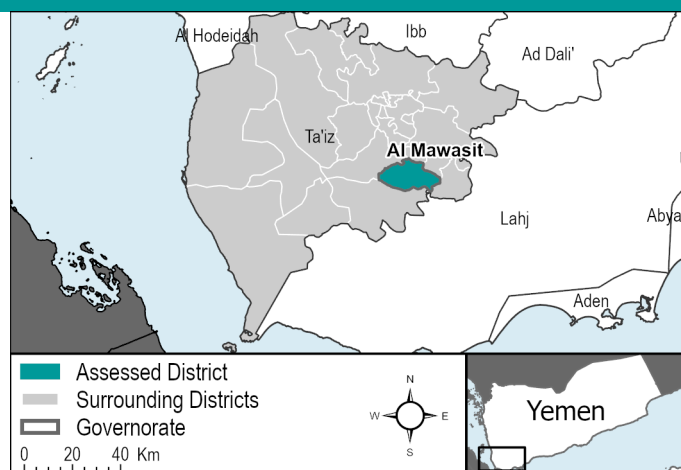 Al Hodeidah
Ibb
Ad Dali'
Ta'iz
Al Mawasit
Lahj
Abya
Aden
Assessed District
Surrounding Districts
Governorate
0 20 40 Km
N
W E
S
Yemen